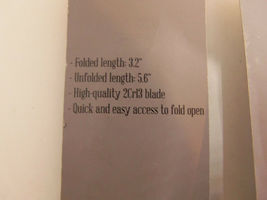 - Folded length: 3.2"
- Unfolded length: 5.6"
- High-quality 2Cr13 blade
- Quick and easy access to fold open